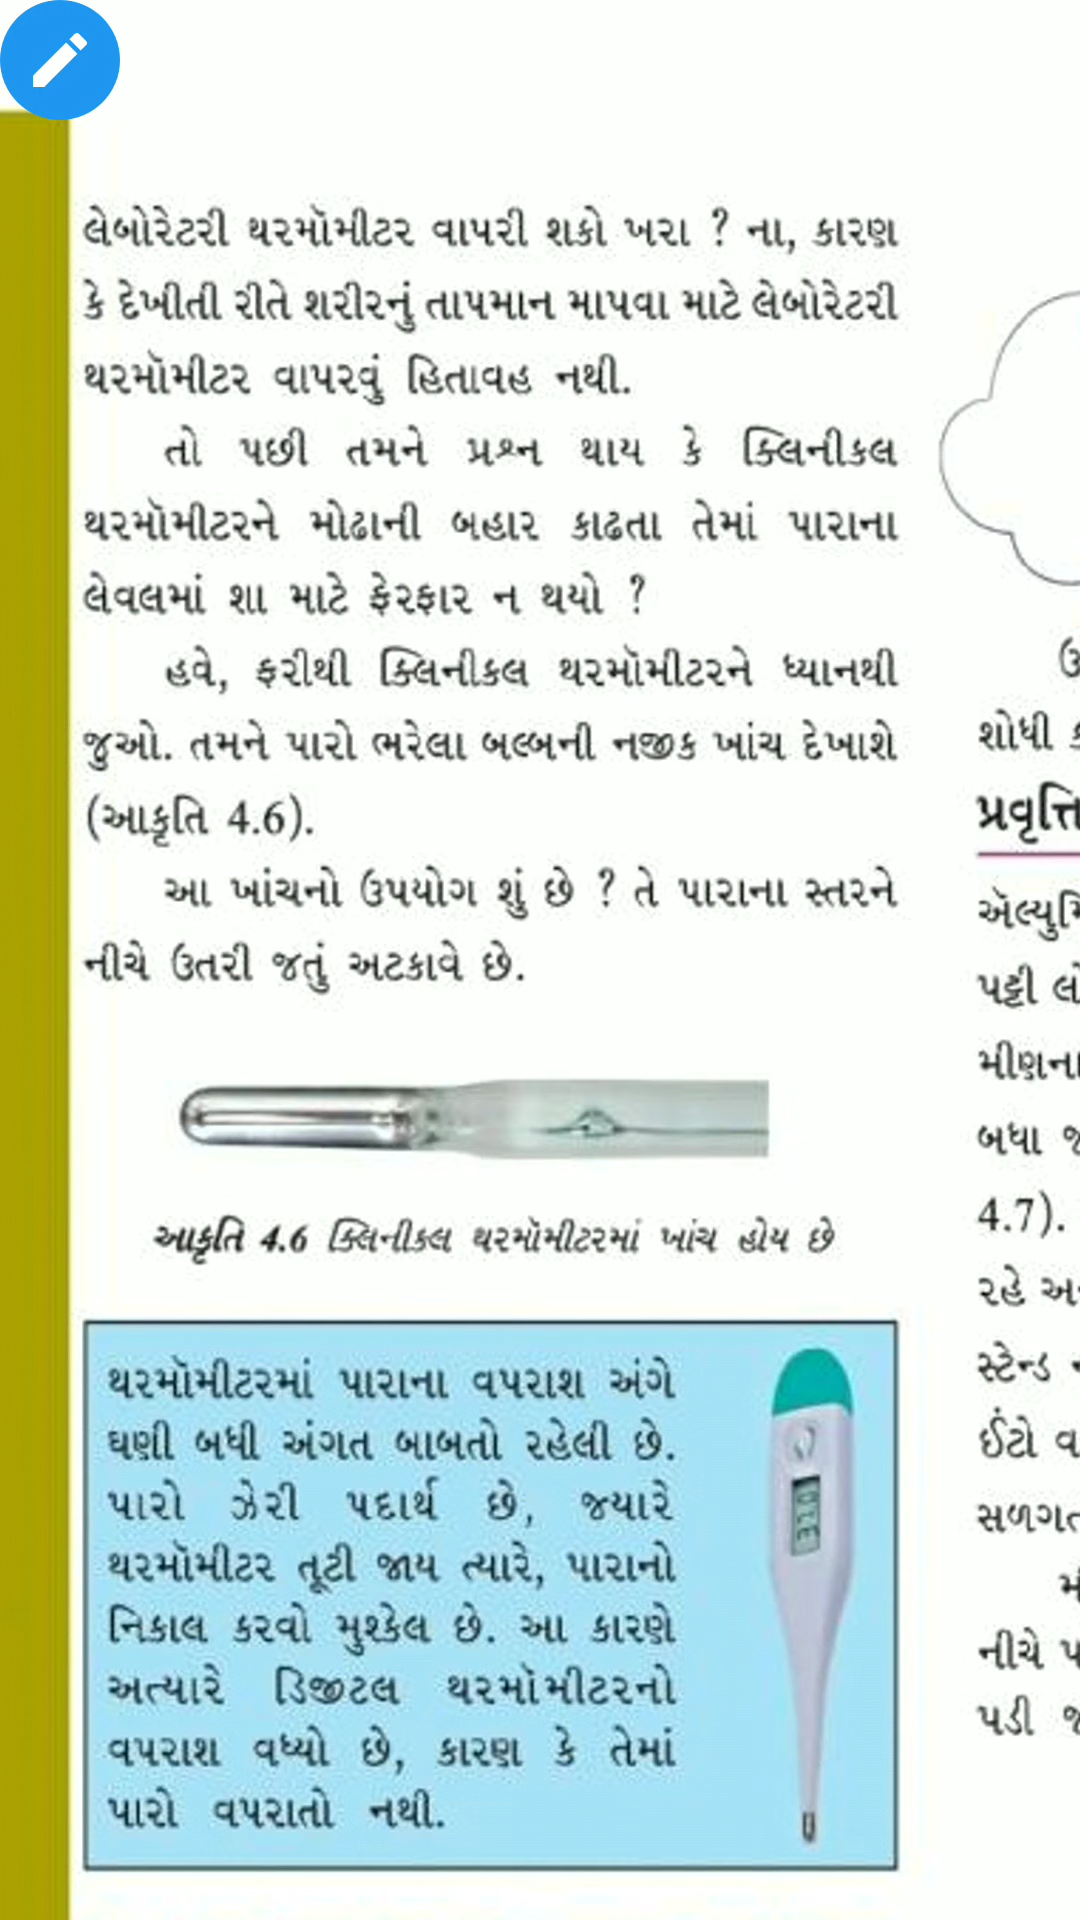 લેબોરેટરી થરમૉમીટર વાપરી શકો ખરા ? ના, કારણ
કે દેખીતી રીતે શરીરનું તાપમાન માપવા માટે લેબોરેટરી
થરમૉમીટર વાપરવું હિતાવહ નથી.
તો પછી તમને પ્રશ્ન થાય કે ક્લિનીકલ
થરમૉમીટરને મોઢાની બહાર કાઢતા તેમાં પારાના
લેવલમાં શા માટે ફેરફાર ન થયો ?
હવે, ફરીથી ક્લિનીકલ થરમૉમીટરને ધ્યાનથી
જુઓ. તમને પારો ભરેલા બલ્બની નજીક ખાંચ દેખાશે
(આકૃતિ 4.6).
આ ખાંચનો ઉપયોગ શું છે ? તે પારાના સ્તરને
નીચે ઉતરી જતું અટકાવે છે.
આકૃતિ 4.6 ક્લિનીકલ થરમૉમીટરમાં ખાંચ હોય છે
થરમૉમીટરમાં પારાના વપરાશ અંગે
ઘણી બધી અંગત બાબતો રહેલી છે.
પારો ઝેરી પદાર્થ છે, જયારે
થરમૉમીટર તૂટી જાય ત્યારે, પારાનો
નિકાલ કરવો મુશ્કેલ છે. આ કારણે
અત્યારે ડિજીટલ થરમૉમીટરનો
વપરાશ વધ્યો છે, કારણ કે તેમાં
પારો વપરાતો નથી.
શોધી
પ્રવૃત્તિ
પટ્ટી
મીણના
બધા
4.7).
રહે
સ્ટેન્ડ
ઈંટો
નીચે
પડી